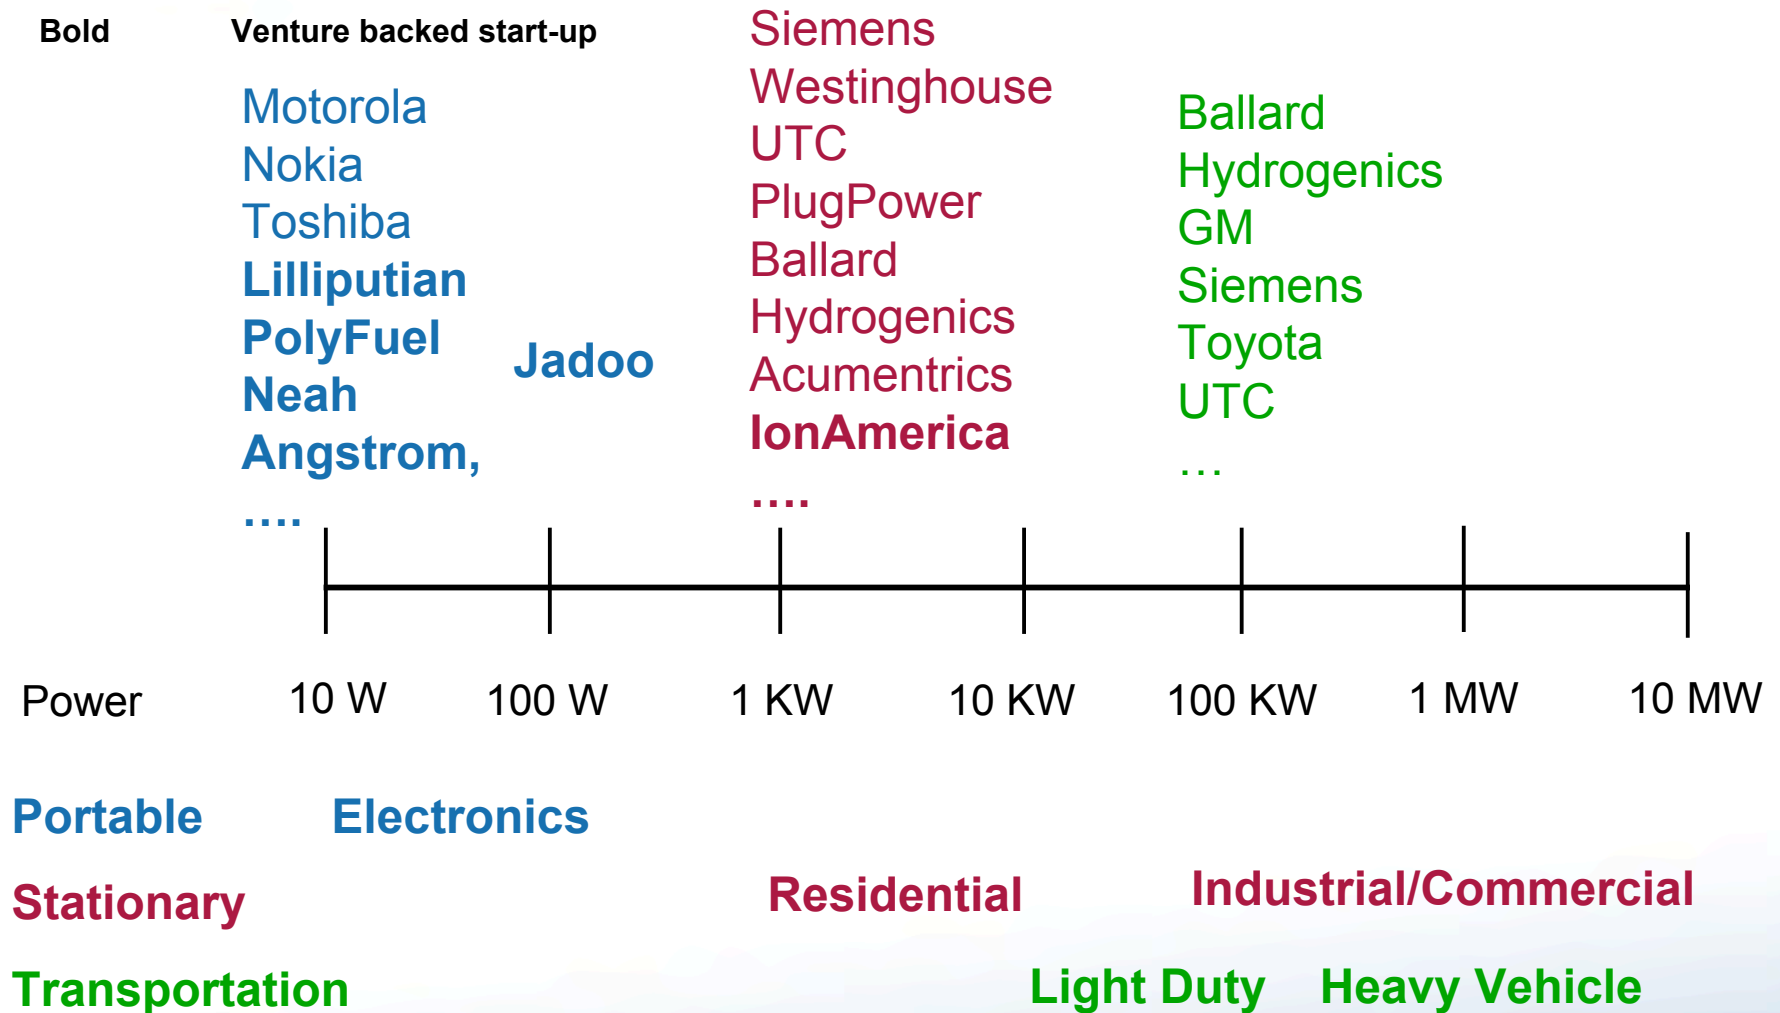 Bold Venture backed start-up
Motorola
Nokia
Toshiba
Lilliputian
PolyFuel
Neah
Angstrom,
....
Jadoo
Siemens
Westinghouse
UTC
PlugPower
Ballard
Hydrogenics
Acumentrics
IonAmerica
....
Ballard
Hydrogenics
GM
Siemens
Toyota
UTC
…
Power 10 W 100 W 1 KW 10 KW 100 KW 1 MW 10 MW
Portable Electronics
Stationary Residential Industrial/Commercial
Transportation Light Duty Heavy Vehicle